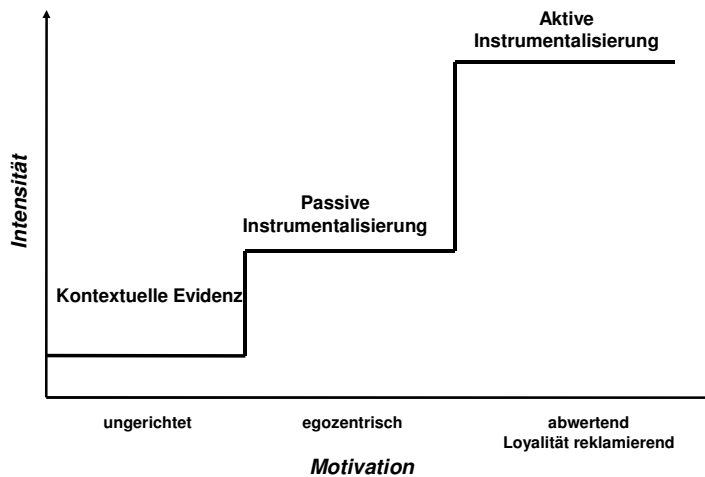 Aktive
Instrumentalisierung
Intensität
Passive
Instrumentalisierung
Kontextuelle Evidenz
ungerichtet
egozentrisch
abwertend
Loyalität reklamierend
Motivation